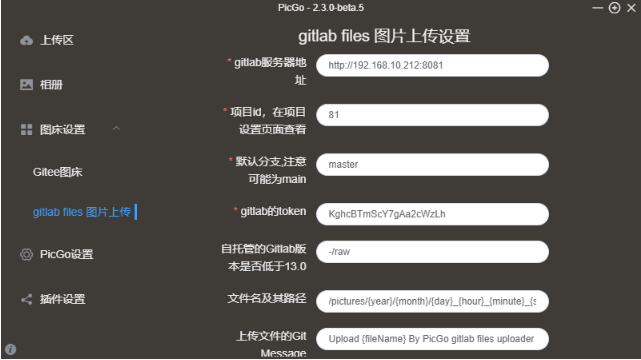 PicGo - 2.3.0-beta.5
上传区
相册
图床设置
Gitee图床
gitlab files 图片上传
PicGo设置
插件设置
gitlab files 图片上传设置
* gitlab服务器地
址
http://192.168.10.212:8081
* 项目id，在项目
设置页面查看
81
* 默认分支,注意
可能为main
master
* gitlab的token
KghcBTmScY7gAa2cWzLh
自托管的Gitlab版
本是否低于13.0
-/raw
文件名及其路径
/pictures/{year}/{month}/{day}_{hour}_{minute}_{s
上传文件的Git
Message
Upload {fileName} By PicGo gitlab files uploader